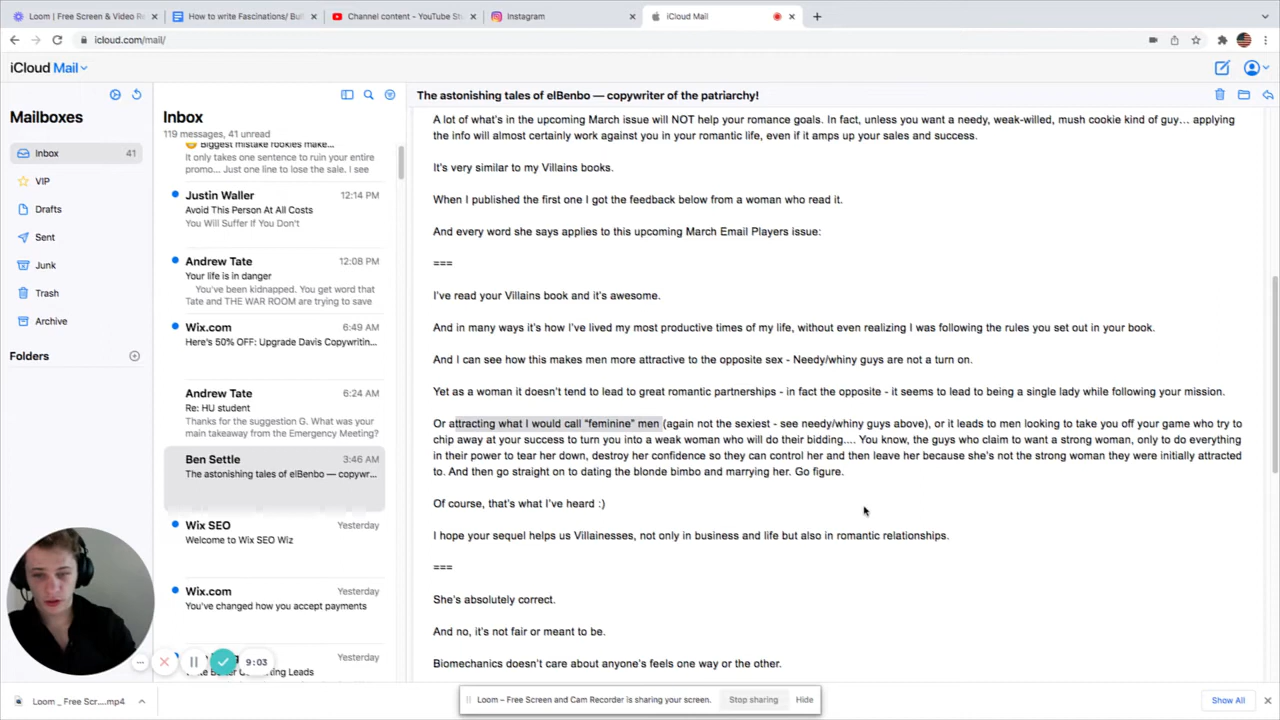 Loom | Free Screen & Video Re
How to write Fascinations/ Bull
Channel content - YouTube Stu
Instagram
iCloud Mail
icloud.com/mail/
iCloud Mail
Mailboxes
Inbox 41
VIP
Drafts
Sent
Junk
Trash
Archive
Folders
Inbox
119 messages, 41 unread
Biggest mistake rookies make...
It only takes one sentence to ruin your entire
promo... Just one line to lose the sale. I see
Justin Waller 12:14 PM
Avoid This Person At All Costs
You Will Suffer If You Don't
Andrew Tate 12:08 PM
Your life is in danger
You've been kidnapped. You get word that
Tate and THE WAR ROOM are trying to save
Wix.com 6:49 AM
Here's 50% OFF: Upgrade Davis Copywritin...
Andrew Tate 6:24 AM
Re: HU student
Thanks for the suggestion G. What was your
main takeaway from the Emergency Meeting?
Ben Settle 3:46 AM
The astonishing tales of elBenbo — copywr...
Wix SEO Yesterday
Welcome to Wix SEO Wiz
Wix.com Yesterday
You've changed how you accept payments
Yesterday
The astonishing tales of elBenbo — copywriter of the patriarchy!
A lot of what's in the upcoming March issue will NOT help your romance goals. In fact, unless you want a needy, weak-willed, mush cookie kind of guy… applying
the info will almost certainly work against you in your romantic life, even if it amps up your sales and success.
It's very similar to my Villains books.
When I published the first one I got the feedback below from a woman who read it.
And every word she says applies to this upcoming March Email Players issue:
===
I've read your Villains book and it's awesome.
And in many ways it's how I've lived my most productive times of my life, without even realizing I was following the rules you set out in your book.
And I can see how this makes men more attractive to the opposite sex - Needy/whiny guys are not a turn on.
Yet as a woman it doesn't tend to lead to great romantic partnerships - in fact the opposite - it seems to lead to being a single lady while following your mission.
Or attracting what I would call "feminine" men (again not the sexiest - see needy/whiny guys above), or it leads to men looking to take you off your game who try to
chip away at your success to turn you into a weak woman who will do their bidding.... You know, the guys who claim to want a strong woman, only to do everything
in their power to tear her down, destroy her confidence so they can control her and then leave her because she's not the strong woman they were initially attracted
to. And then go straight on to dating the blonde bimbo and marrying her. Go figure.
Of course, that's what I've heard :)
I hope your sequel helps us Villainesses, not only in business and life but also in romantic relationships.
===
She's absolutely correct.
And no, it's not fair or meant to be.
Biomechanics doesn't care about anyone's feels one way or the other.
9:03
Loom _ Free Scr....mp4
Loom – Free Screen and Cam Recorder is sharing your screen.
Stop sharing
Hide
Show All